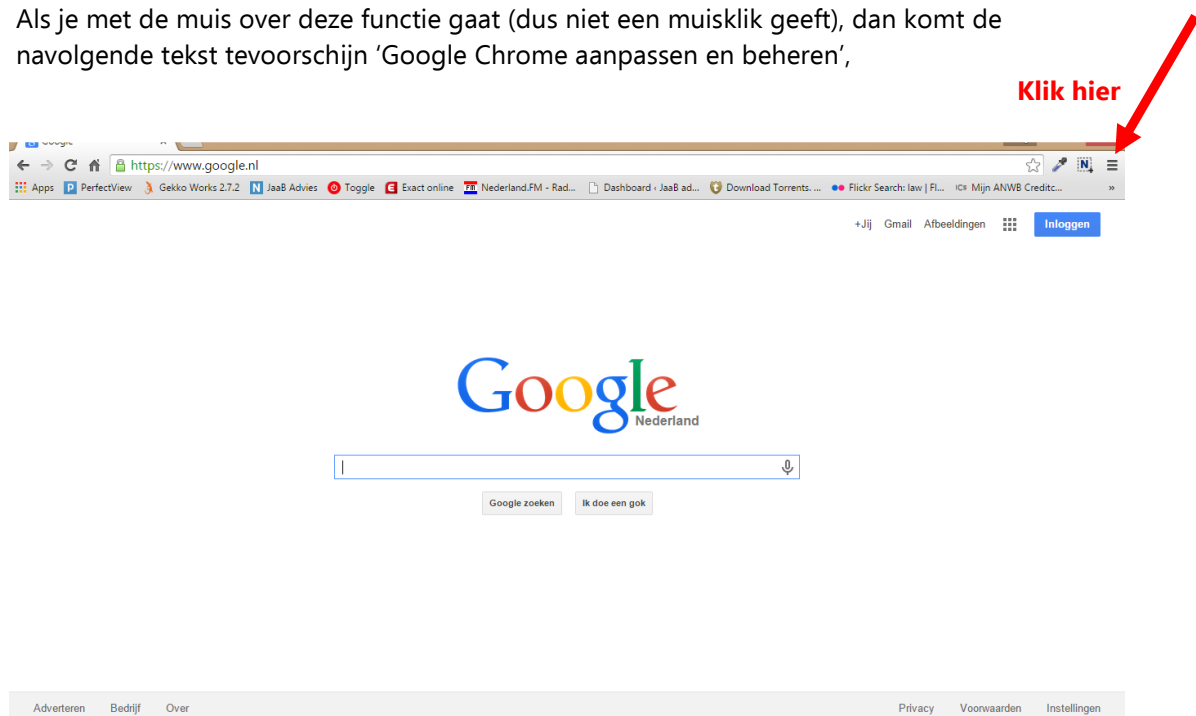 Als je met de muis over deze functie gaat (dus niet een muisklik geeft), dan komt de
navolgende tekst tevoorschijn ‘Google Chrome aanpassen en beheren’,
Klik hier
Google
https://www.google.nl
Apps PerfectView Gekko Works 2.7.2 N JaaB Advies Toggle Exact online FM Nederland.FM - Rad... Dashboard ‹ JaaB ad... Download Torrents. ... Flickr Search: law | Fl... ICS Mijn ANWB Creditc... »
+Jij Gmail Afbeeldingen Inloggen
Google
Nederland
Google zoeken Ik doe een gok
Adverteren Bedrijf Over Privacy Voorwaarden Instellingen